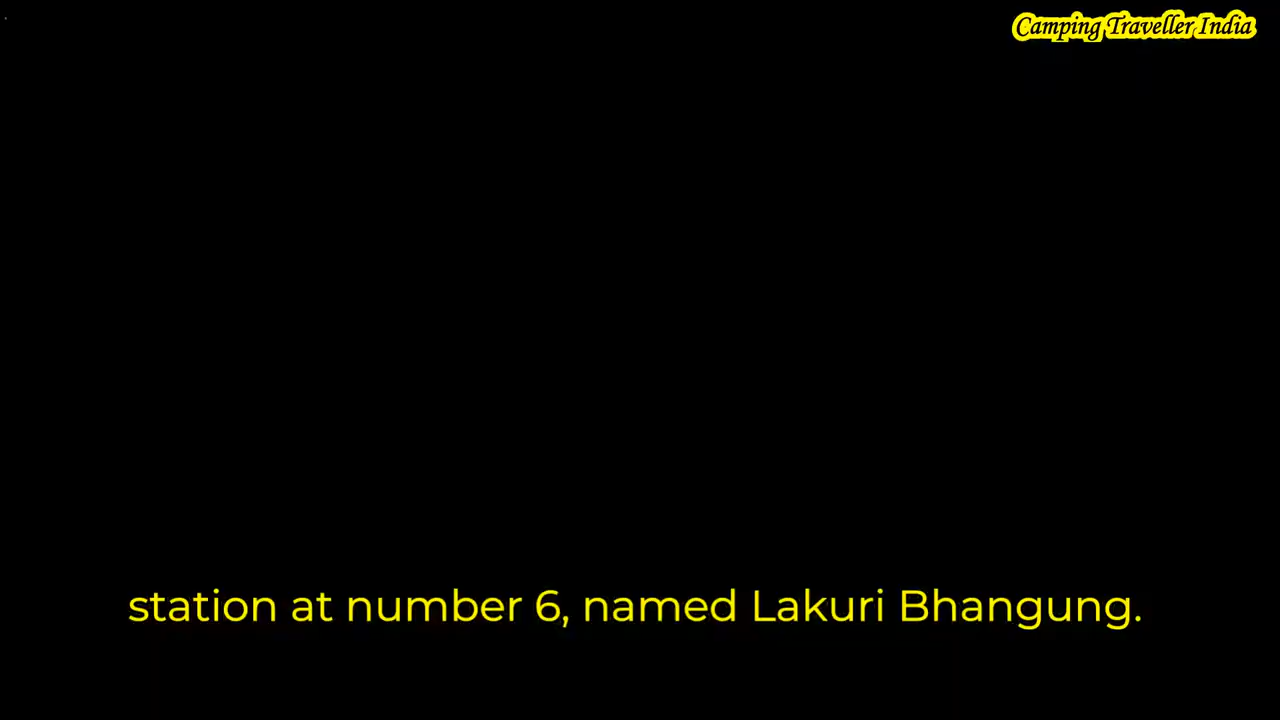 Camping Traveller India
station at number 6, named Lakuri Bhangung.